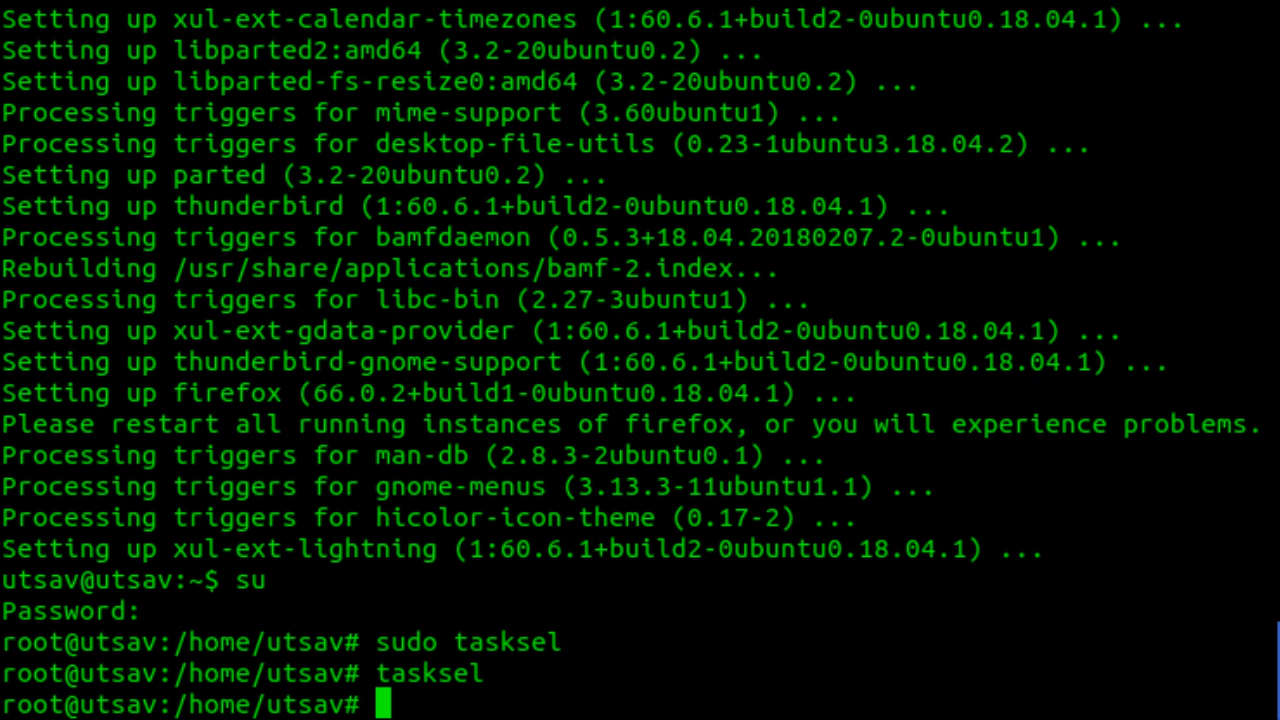 Setting up xul-ext-calendar-timezones (1:60.6.1+build2-0ubuntu0.18.04.1) ...
Setting up libparted2:amd64 (3.2-20ubuntu0.2) ...
Setting up libparted-fs-resize0:amd64 (3.2-20ubuntu0.2) ...
Processing triggers for mime-support (3.60ubuntu1) ...
Processing triggers for desktop-file-utils (0.23-1ubuntu3.18.04.2) ...
Setting up parted (3.2-20ubuntu0.2) ...
Setting up thunderbird (1:60.6.1+build2-0ubuntu0.18.04.1) ...
Processing triggers for bamfdaemon (0.5.3+18.04.20180207.2-0ubuntu1) ...
Rebuilding /usr/share/applications/bamf-2.index...
Processing triggers for libc-bin (2.27-3ubuntu1) ...
Setting up xul-ext-gdata-provider (1:60.6.1+build2-0ubuntu0.18.04.1) ...
Setting up thunderbird-gnome-support (1:60.6.1+build2-0ubuntu0.18.04.1) ...
Setting up firefox (66.0.2+build1-0ubuntu0.18.04.1) ...
Please restart all running instances of firefox, or you will experience problems.
Processing triggers for man-db (2.8.3-2ubuntu0.1) ...
Processing triggers for gnome-menus (3.13.3-11ubuntu1.1) ...
Processing triggers for hicolor-icon-theme (0.17-2) ...
Setting up xul-ext-lightning (1:60.6.1+build2-0ubuntu0.18.04.1) ...
utsav@utsav:~$ su
Password:
root@utsav:/home/utsav# sudo tasksel
root@utsav:/home/utsav# tasksel
root@utsav:/home/utsav#